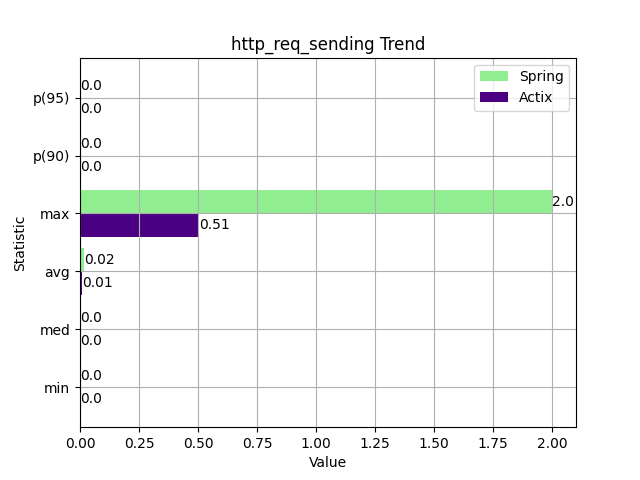 http_req_sending Trend
Spring
Actix
Statistic
p(95)
0.0
0.0
p(90)
0.0
0.0
max
2.0
0.51
avg
0.02
0.01
med
0.0
0.0
min
0.0
0.0
0.00 0.25 0.50 0.75 1.00 1.25 1.50 1.75 2.00
Value